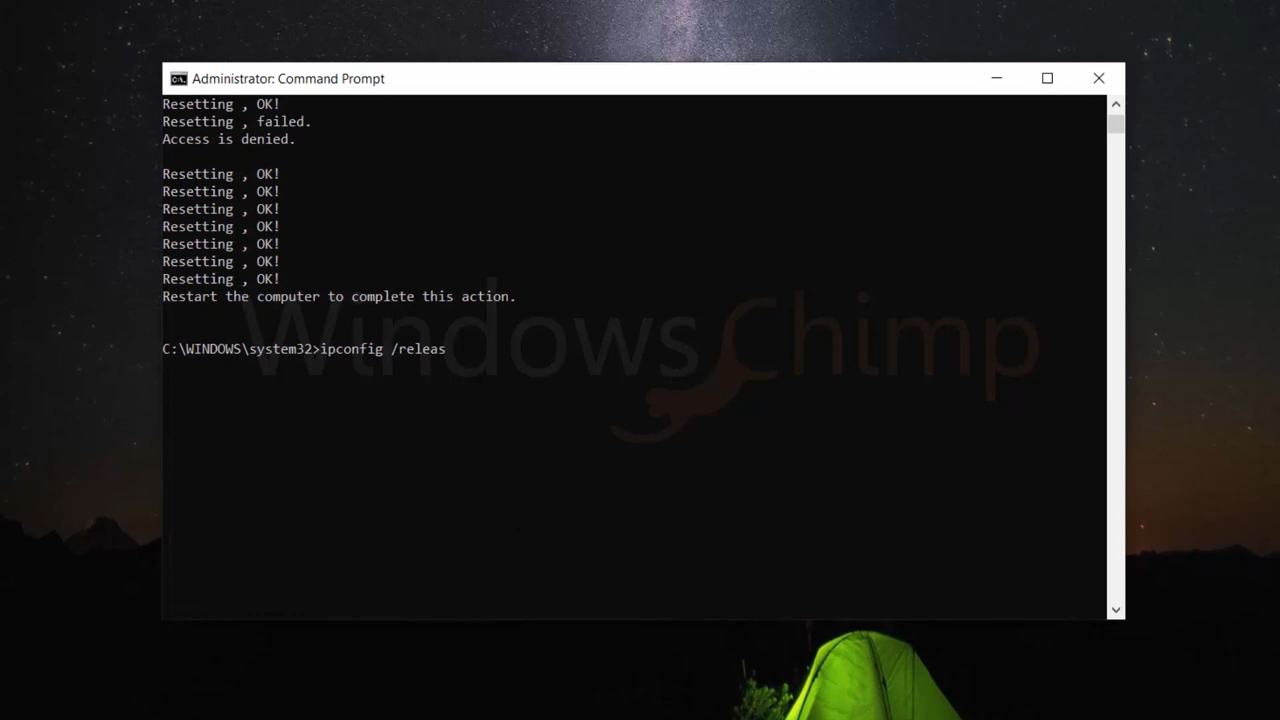 Administrator: Command Prompt
Resetting , OK!
Resetting , failed.
Access is denied.
Resetting , OK!
Resetting , OK!
Resetting , OK!
Resetting , OK!
Resetting , OK!
Resetting , OK!
Resetting , OK!
Restart the computer to complete this action.
C:\WINDOWS\system32>ipconfig /releas
WindowsChimp